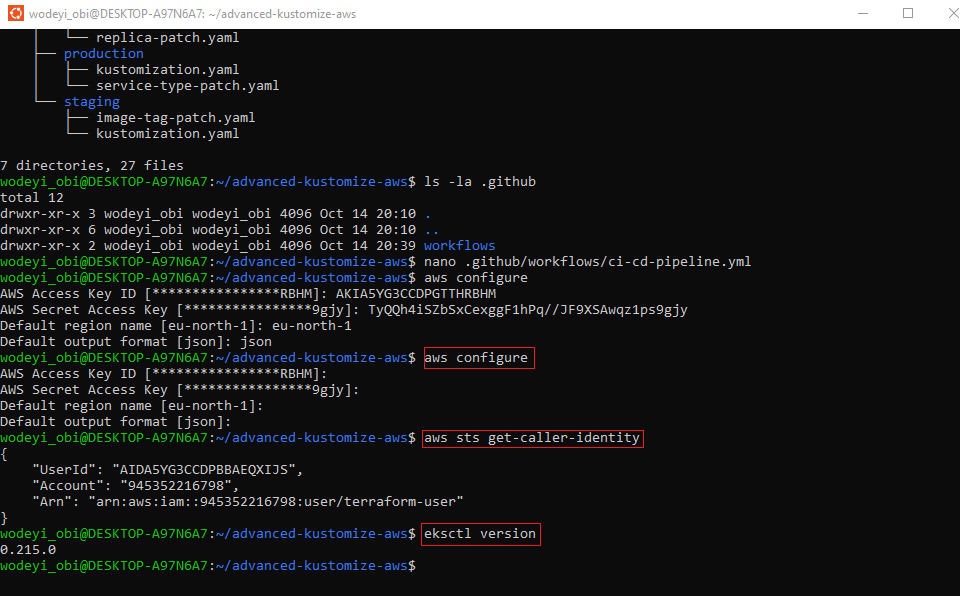 wodeyi_obi@DESKTOP-A97N6A7: ~/advanced-kustomize-aws
replica-patch.yaml
production
kustomization.yaml
service-type-patch.yaml
staging
image-tag-patch.yaml
kustomization.yaml
7 directories, 27 files
wodeyi_obi@DESKTOP-A97N6A7:~/advanced-kustomize-aws$ ls -la .github
total 12
drwxr-xr-x 3 wodeyi_obi wodeyi_obi 4096 Oct 14 20:10 .
drwxr-xr-x 6 wodeyi_obi wodeyi_obi 4096 Oct 14 20:10 ..
drwxr-xr-x 2 wodeyi_obi wodeyi_obi 4096 Oct 14 20:39 workflows
wodeyi_obi@DESKTOP-A97N6A7:~/advanced-kustomize-aws$ nano .github/workflows/ci-cd-pipeline.yml
wodeyi_obi@DESKTOP-A97N6A7:~/advanced-kustomize-aws$ aws configure
AWS Access Key ID [****************RBHM]: [credential redacted]
AWS Secret Access Key [****************9gjy]: [credential redacted]
Default region name [eu-north-1]: eu-north-1
Default output format [json]: json
wodeyi_obi@DESKTOP-A97N6A7:~/advanced-kustomize-aws$ aws configure
AWS Access Key ID [****************RBHM]:
AWS Secret Access Key [****************9gjy]:
Default region name [eu-north-1]:
Default output format [json]:
wodeyi_obi@DESKTOP-A97N6A7:~/advanced-kustomize-aws$ aws sts get-caller-identity
{
"UserId": "AIDA5YG3CCDPBBAEQXIJS",
"Account": "945352216798",
"Arn": "arn:aws:iam::945352216798:user/terraform-user"
}
wodeyi_obi@DESKTOP-A97N6A7:~/advanced-kustomize-aws$ eksctl version
0.215.0
wodeyi_obi@DESKTOP-A97N6A7:~/advanced-kustomize-aws$